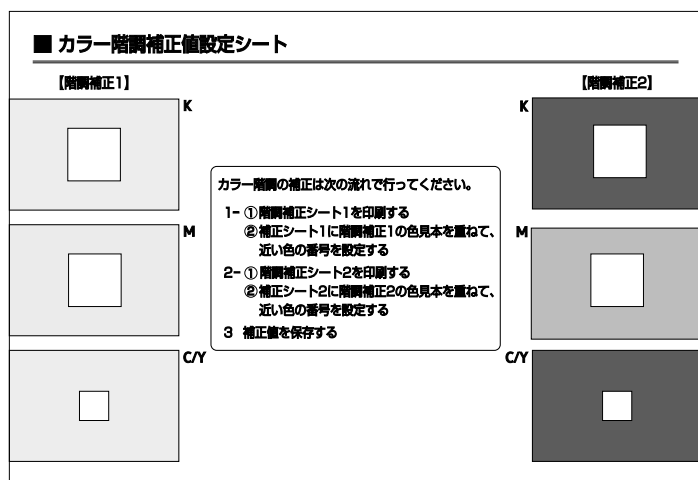 ■ カラー階調補正値設定シート
【階調補正1】
【階調補正2】
K
K
M
M
C/Y
C/Y
カラー階調の補正は次の流れで行ってください。
1- ①階調補正シート1を印刷する
②補正シート1に階調補正1の色見本を重ねて、
近い色の番号を設定する
2- ①階調補正シート2を印刷する
②補正シート2に階調補正2の色見本を重ねて、
近い色の番号を設定する
3 補正値を保存する